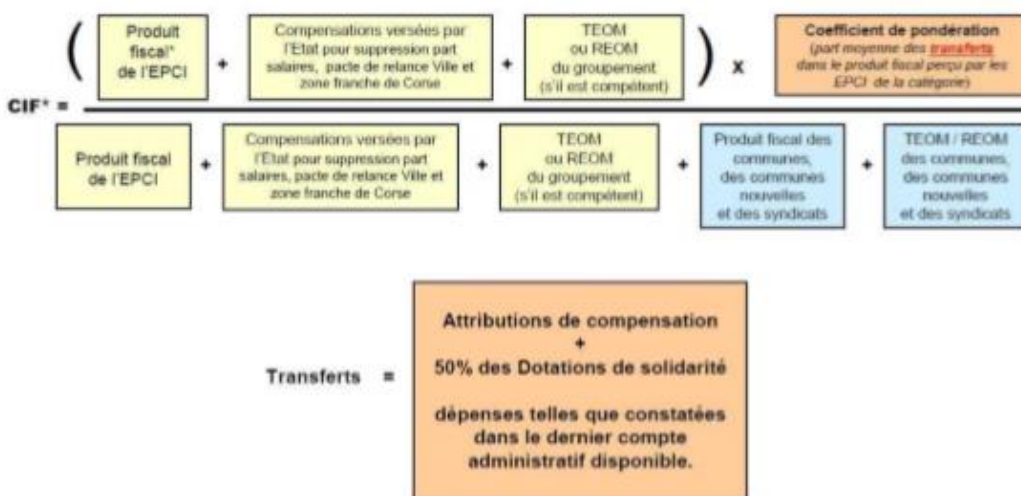 (
Produit
fiscal*
de l'EPCI
+
Compensations versées par
l'État pour suppression part
salaires, pacte de relance Ville et
zone franche de Corse
+
TEOM
ou REOM
du groupement
(s'il est compétent)
)
X
Coefficient de pondération
(part moyenne des transferts
dans le produit fiscal perçu par les
EPCI de la catégorie)
CIF* =
Produit fiscal
de l'EPCI
+
Compensations versées par
l'État pour suppression part
salaires, pacte de relance Ville et
zone franche de Corse
+
TEOM
ou REOM
du groupement
(s'il est compétent)
+
Produit fiscal des
communes,
des communes
nouvelles
et des syndicats
+
TEOM / REOM
des communes,
des communes
nouvelles
et des syndicats
Transferts =
Attributions de compensation
+
50% des Dotations de solidarité
dépenses telles que constatées
dans le dernier compte
administratif disponible.